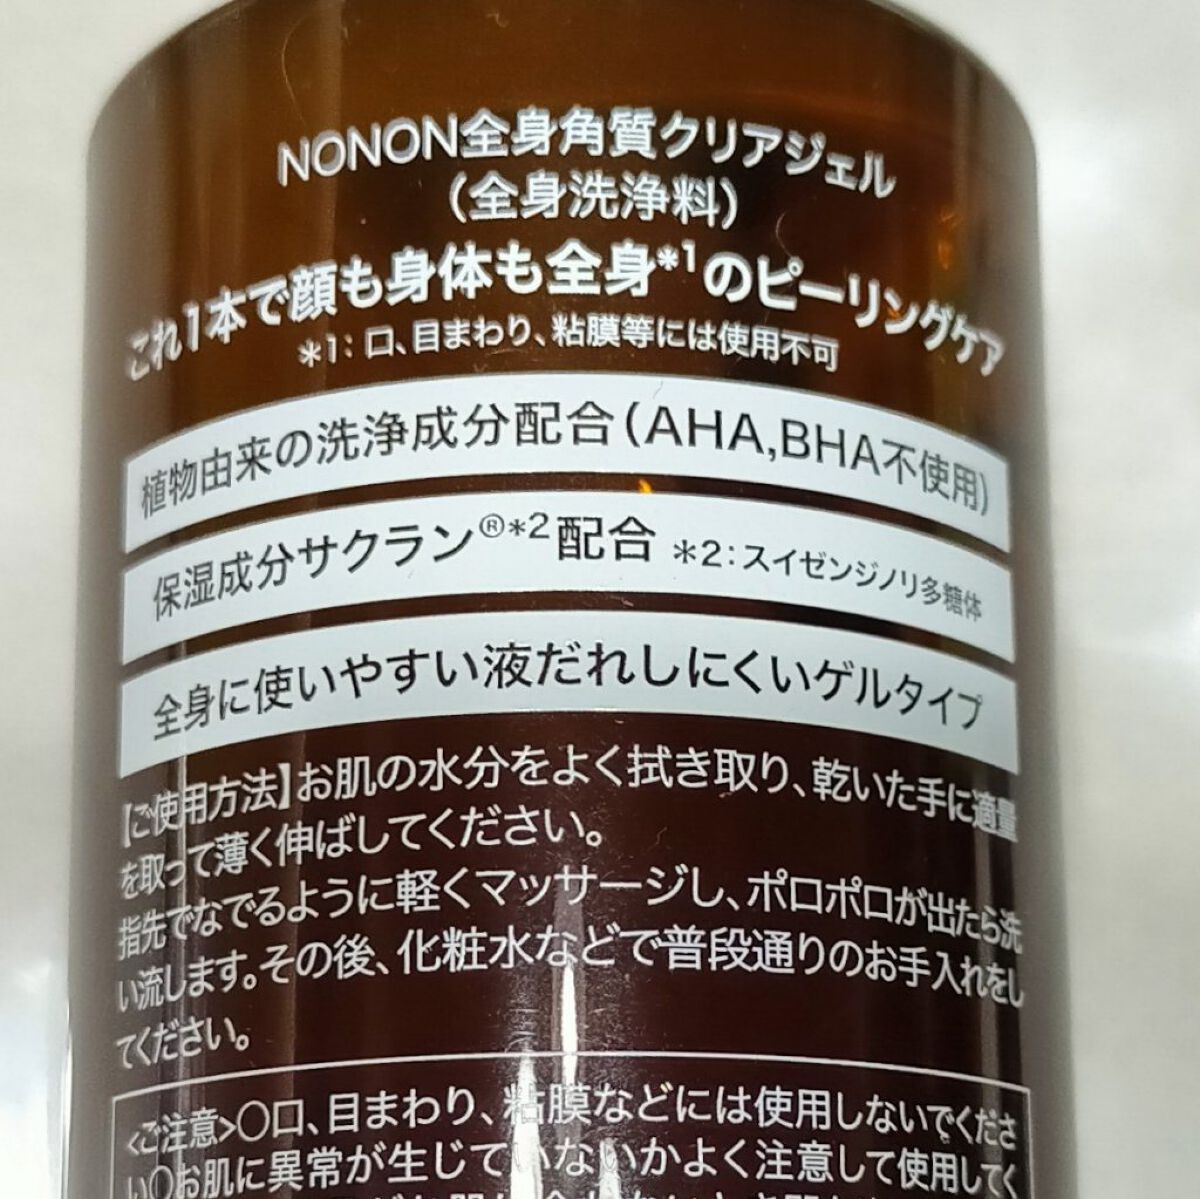 NONON全身角質クリアジェル
(全身洗浄料)
これ1本で顔も身体も全身*1のピーリングケア
*1: 口、目まわり、粘膜等には使用不可
植物由来の洗浄成分配合(AHA,BHA不使用)
保湿成分サクラン®*2配合 *2:スイゼンジノリ多糖体
全身に使いやすい液だれしにくいゲルタイプ
【ご使用方法】お肌の水分をよく拭き取り、乾いた手に適量
を取って薄く伸ばしてください。
指先でなでるように軽くマッサージし、ポロポロが出たら洗
い流します。その後、化粧水などで普段通りのお手入れをし
てください。
<ご注意>〇口、目まわり、粘膜などには使用しないでくださ
い〇お肌に異常が生じていないかよく注意して使用してく